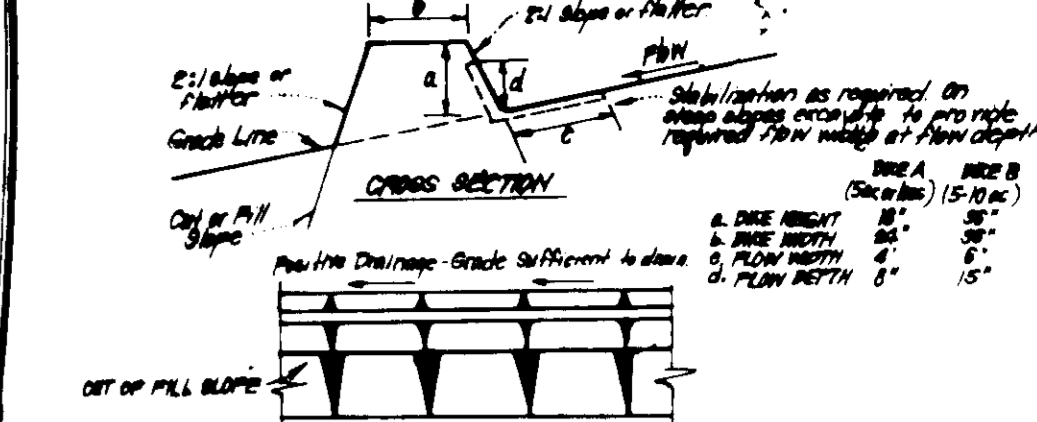 2:1 slope or flatter
Flow
a
d
2:1 slope or
flatter
Grade Line
c
Stabilization as required. On
steep slopes excavate to provide
required flow width at flow depth
CROSS SECTION
Cut or Fill
Slope
DIKE A DIKE B
(5 ac or less) (5-10 ac)
a. DIKE HEIGHT 18" 36"
b. DIKE WIDTH 24" 36"
c. FLOW WIDTH 4' 6'
d. FLOW DEPTH 8" 15"
Positive Drainage-Grade Sufficient to drain
CUT OR FILL SLOPE